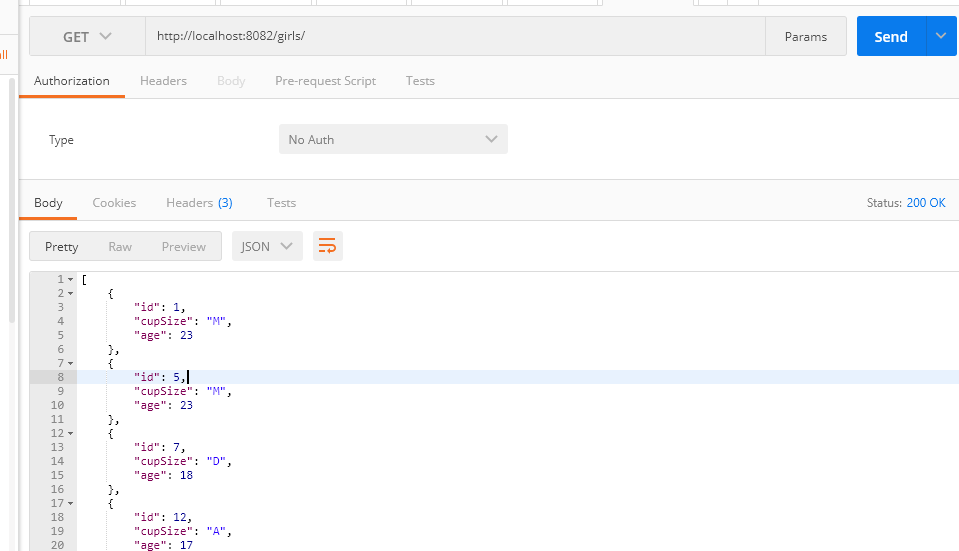 GET http://localhost:8082/girls/ Params Send
ll
Authorization Headers Body Pre-request Script Tests
Type No Auth
Body Cookies Headers (3) Tests Status: 200 OK
Pretty Raw Preview JSON
1 [
2 {
3 "id": 1,
4 "cupSize": "M",
5 "age": 23
6 },
7 {
8 "id": 5,
9 "cupSize": "M",
10 "age": 23
11 },
12 {
13 "id": 7,
14 "cupSize": "D",
15 "age": 18
16 },
17 {
18 "id": 12,
19 "cupSize": "A",
20 "age": 17